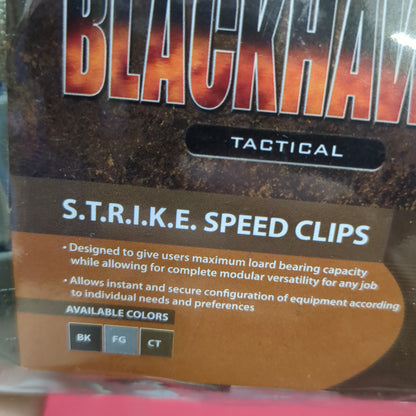 BLACKHAW
TACTICAL
S.T.R.I.K.E. SPEED CLIPS
• Designed to give users maximum loard bearing capacity
while allowing for complete modular versatility for any job
• Allows instant and secure configuration of equipment according
to individual needs and preferences
AVAILABLE COLORS
BK FG CT